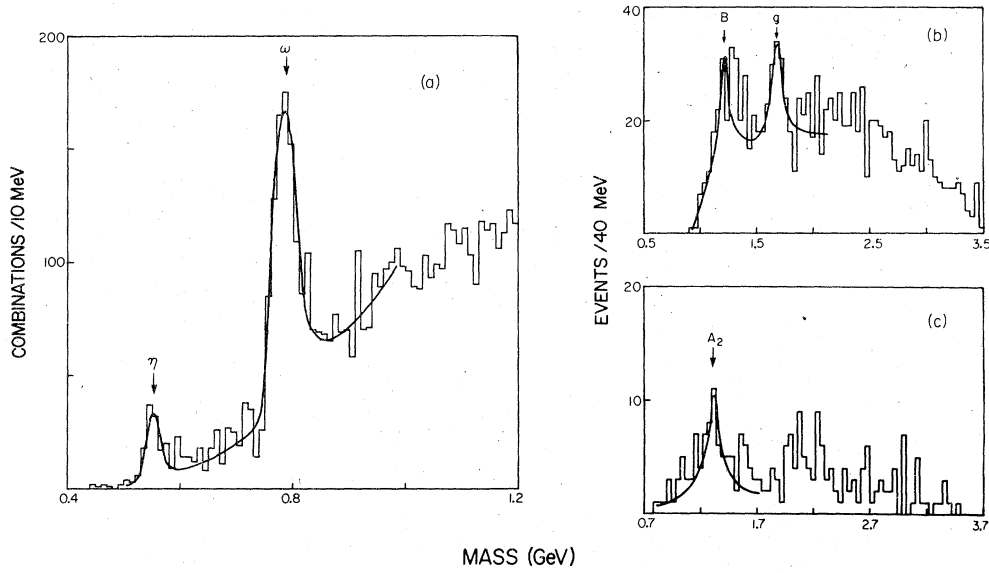 COMBINATIONS /10 MeV
200
100
0.4
0.8
1.2
η
ω
(a)
EVENTS /40 MeV
40
20
0.5
1.5
2.5
3.5
B
g
(b)
20
10
0.7
1.7
2.7
3.7
A2
(c)
MASS (GeV)